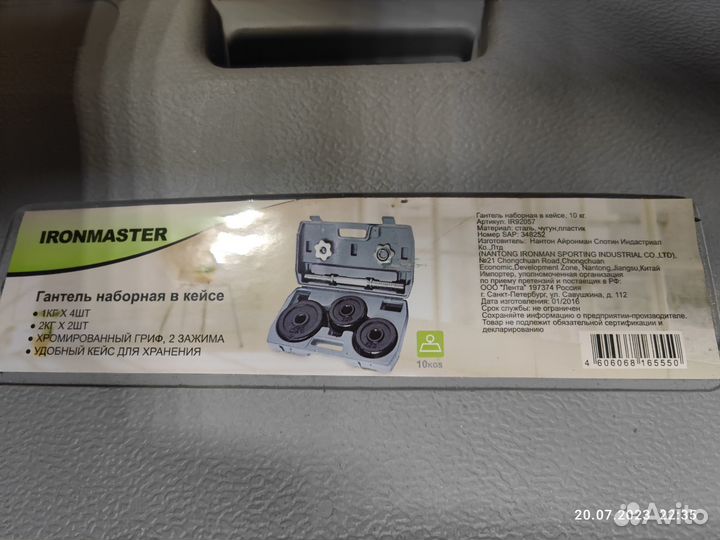 IRONMASTER
Гантель наборная в кейсе
• 1КГ X 4ШТ
• 2КГ X 2ШТ
• ХРОМИРОВАННЫЙ ГРИФ, 2 ЗАЖИМА
• УДОБНЫЙ КЕЙС ДЛЯ ХРАНЕНИЯ
10KGS
Гантель наборная в кейсе, 10 кг.
Артикул: IR92057
Материал: сталь, чугун,пластик
Номер SAP: 348252
Изготовитель: Нантон Айронман Спотин Индастриал
Ко.,Лтд
(NANTONG IRONMAN SPORTING INDUSTRIAL CO.,LTD).
№21 Chongchuan Road,Chongchuan
Economic,Development Zone, Nantong,Jiangsu,Китай
Импортер, уполномоченная организация
по приему претензий и поставщик в РФ:
ООО "Лента" 197374 Россия
г. Санкт-Петербург, ул. Савушкина, д. 112
Дата изготовления: 01/2016
Срок службы: не ограничен
Сохраняйте информацию о предприятии-производителе.
Товар не подлежит обязательной сертификации и
декларированию
4 606068 165550
20.07.2023 22:35
Avito